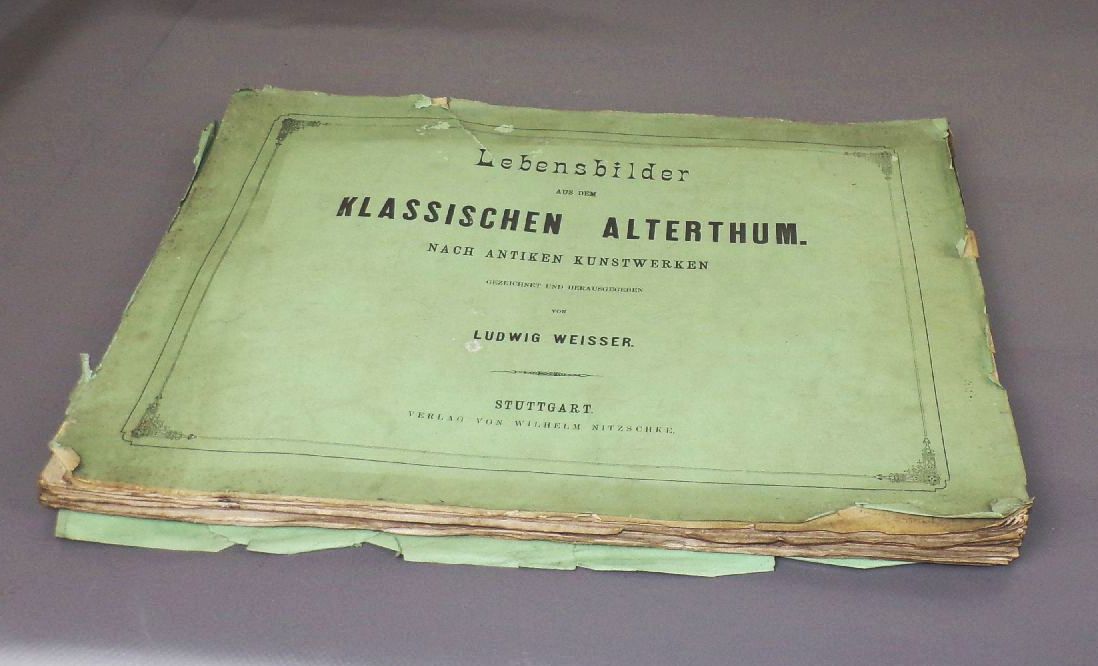 Lebensbilder
AUS DEM
KLASSISCHEN ALTERTHUM.
NACH ANTIKEN KUNSTWERKEN
GEZEICHNET UND HERAUSGEGEBEN
VON
LUDWIG WEISSER.
STUTTGART.
VERLAG VON WILHELM NITZSCHKE.